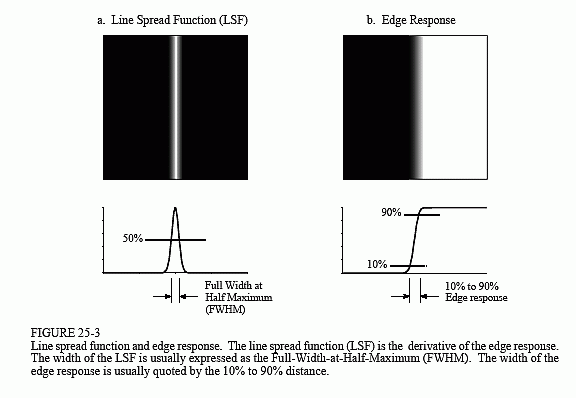 a. Line Spread Function (LSF)
b. Edge Response
50%
Full Width at
Half Maximum
(FWHM)
90%
10%
10% to 90%
Edge response
FIGURE 25-3
Line spread function and edge response. The line spread function (LSF) is the derivative of the edge response.
The width of the LSF is usually expressed as the Full-Width-at-Half-Maximum (FWHM). The width of the
edge response is usually quoted by the 10% to 90% distance.